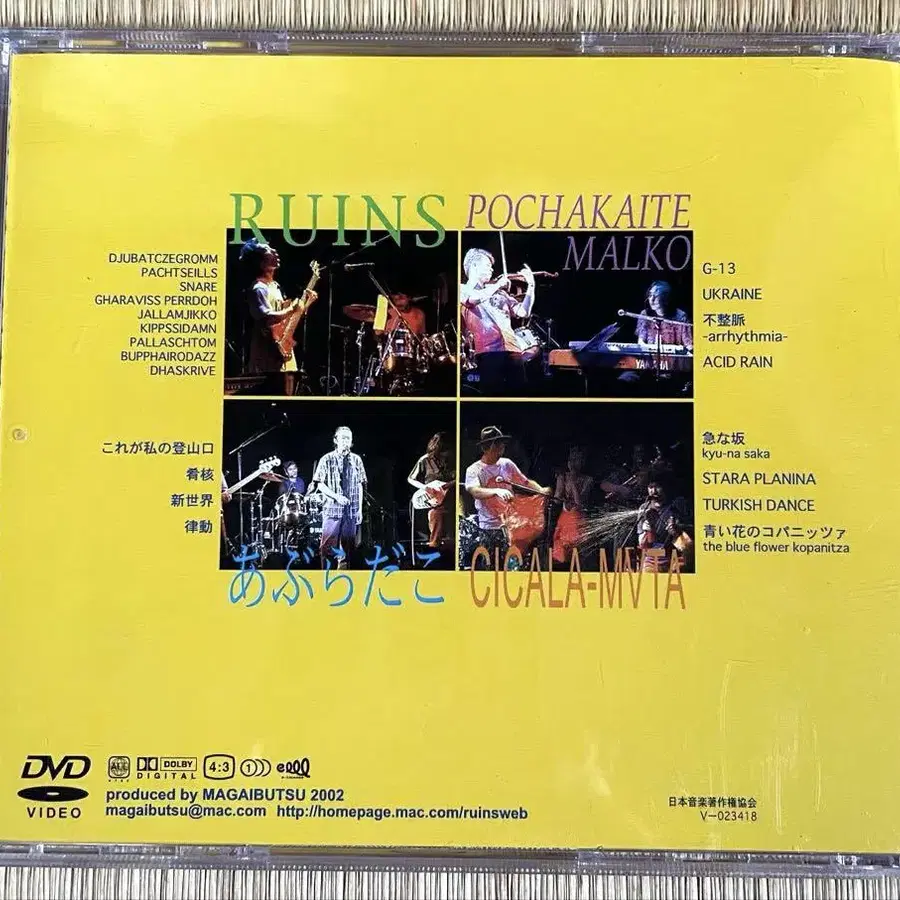 RUINS
DJUBATCZEGROMM
PACHTSEILLS
SNARE
GHARAVISS PERRDOH
JALLAMJIKKO
KIPPSSIDAMN
PALLASCHTOM
BUPPHAIRODAZZ
DHASKRIVE
POCHAKAITE
MALKO
G-13
UKRAINE
不整脈
-arrhythmia-
ACID RAIN
これが私の登山口
肴核
新世界
律動
あぶらだこ
急な坂
kyu-na saka
STARA PLANINA
TURKISH DANCE
青い花のコパニッツァ
the blue flower kopanitza
CICALA-MVTA
DVD
VIDEO
ALL
DOLBY
DIGITAL
4:3
1
produced by MAGAIBUTSU 2002
magaibutsu@mac.com http://homepage.mac.com/ruinsweb
日本音楽著作権協会
V-023418